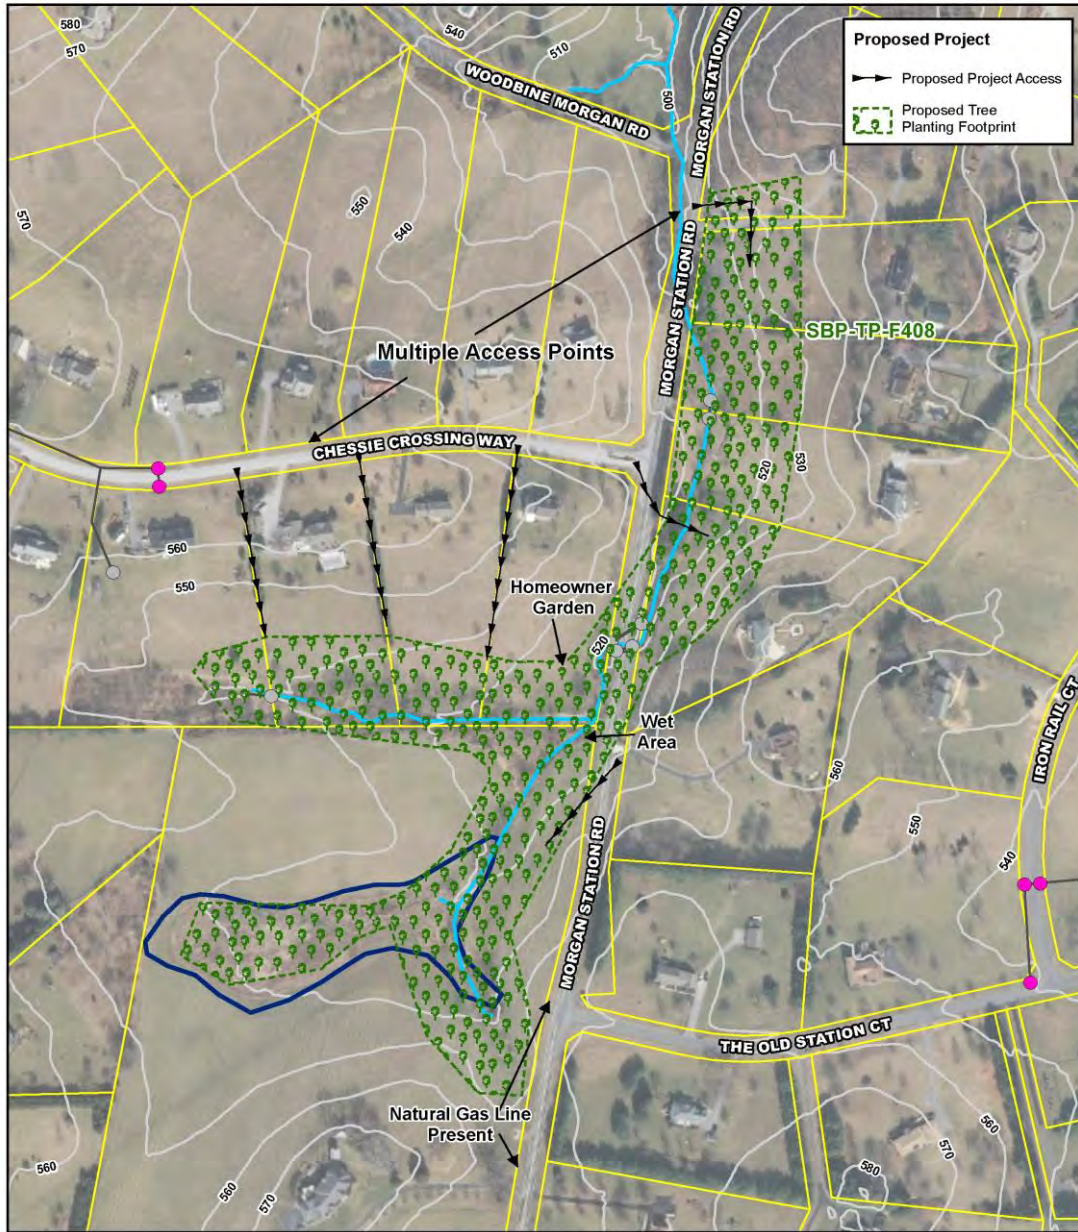 580
570
540
510
WOODBINE MORGAN RD
500
MORGAN STATION RD
Proposed Project
Proposed Project Access
Proposed Tree
Planting Footprint
570
550
540
MORGAN STATION RD
SBP-TP-F408
Multiple Access Points
CHESSIE CROSSING WAY
520
530
560
550
Homeowner
Garden
520
Wet
Area
IRON RAIL CT
560
550
540
MORGAN STATION RD
THE OLD STATION CT
Natural Gas Line
Present
560
560
570
560
570
580